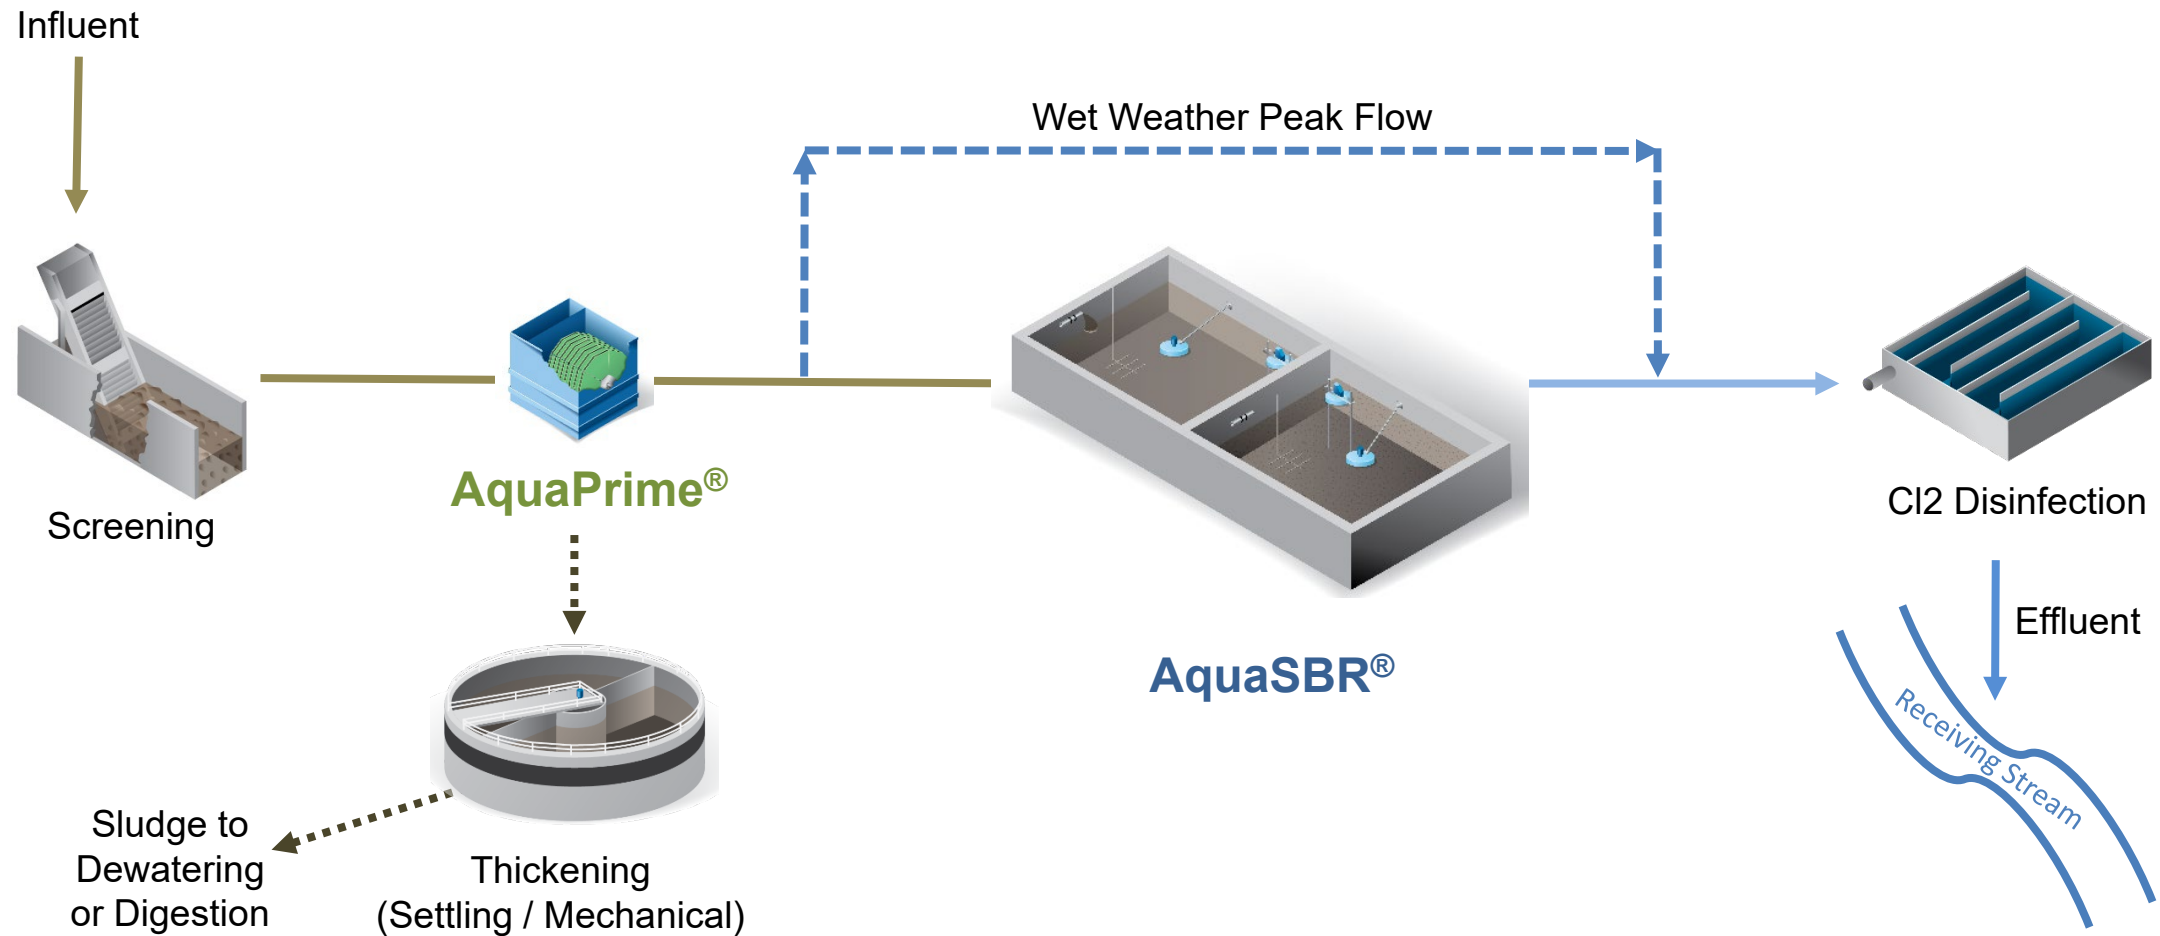 Influent
Wet Weather Peak Flow
Screening
AquaPrime®
AquaSBR®
Cl2 Disinfection
Effluent
Receiving Stream
Sludge to
Dewatering
or Digestion
Thickening
(Settling / Mechanical)